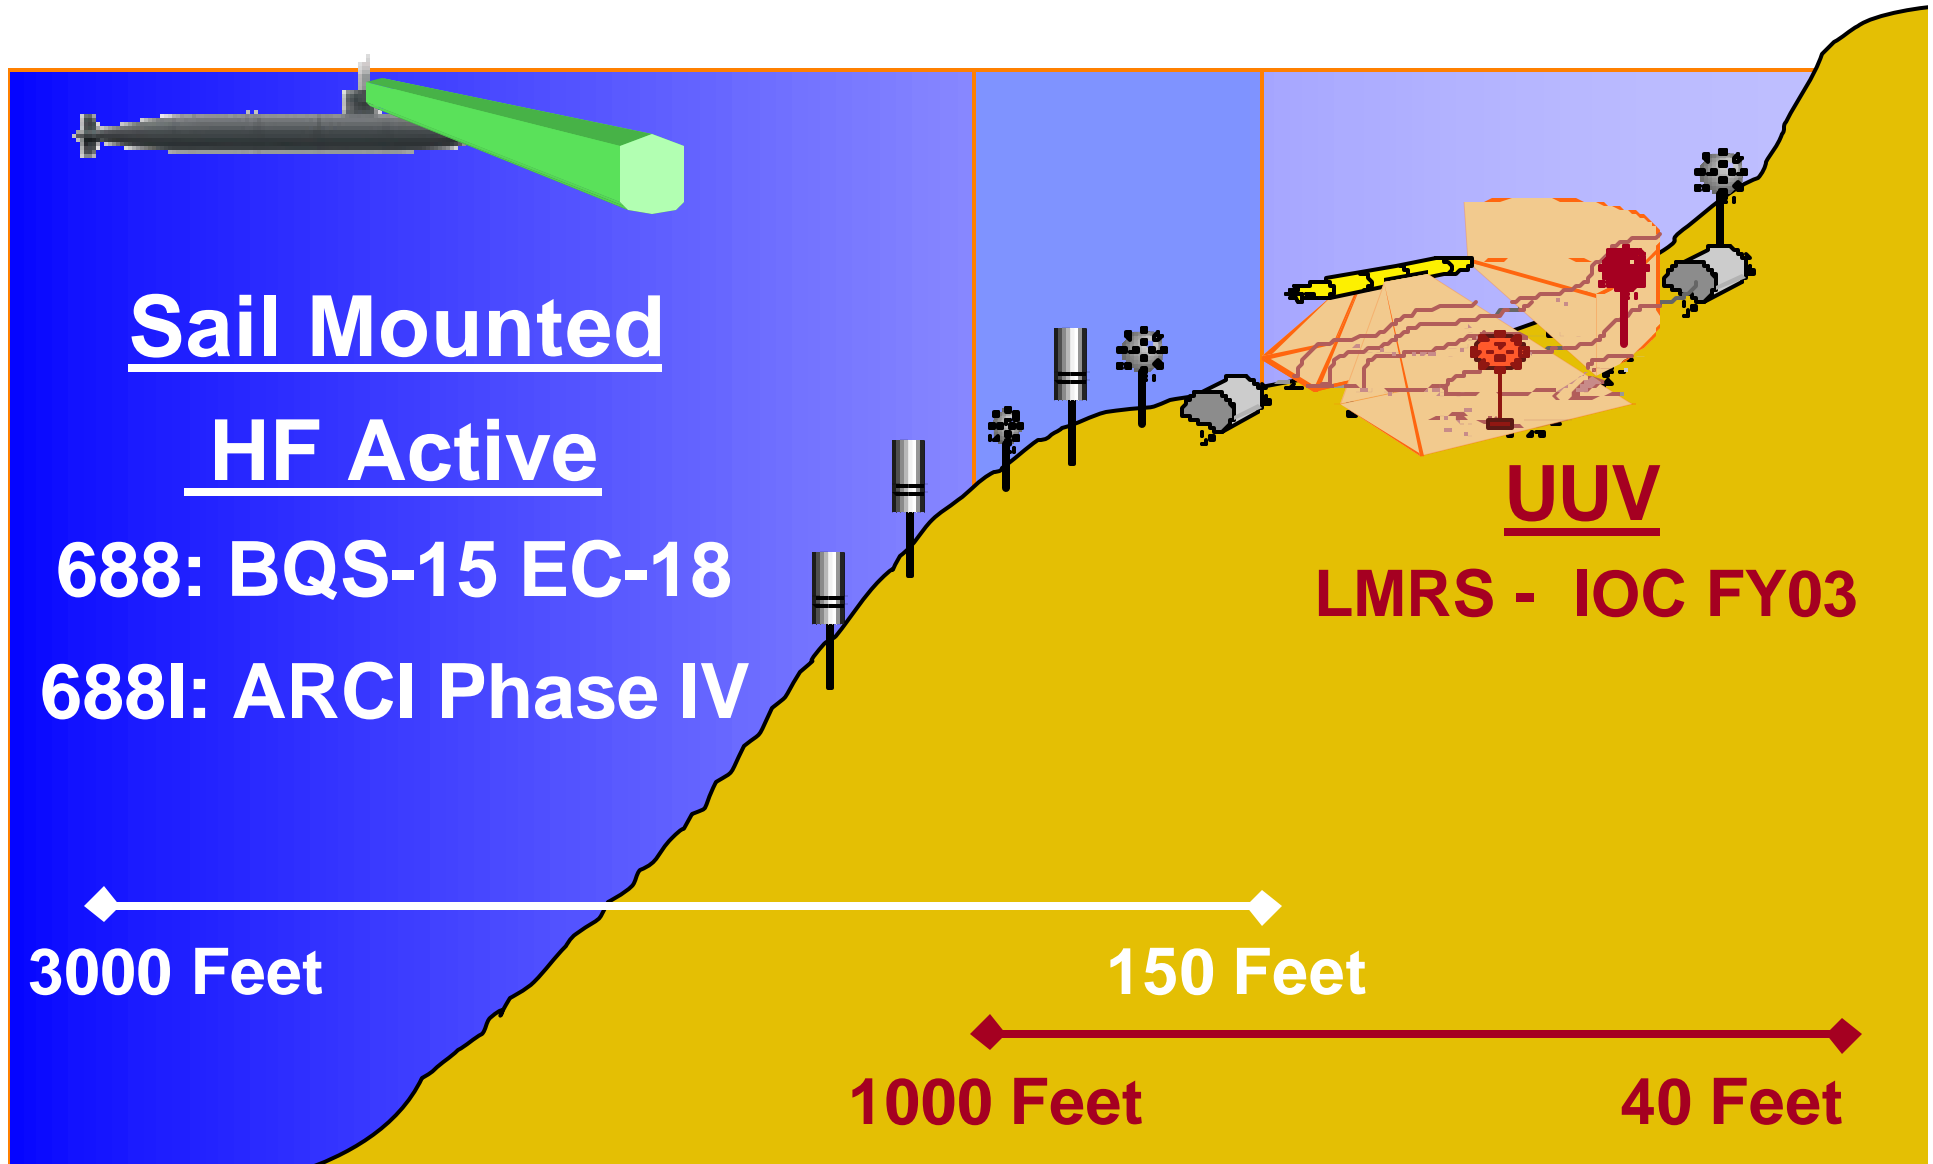 Sail Mounted
HF Active
688: BQS-15 EC-18
688I: ARCI Phase IV
UUV
LMRS - IOC FY03
3000 Feet
150 Feet
1000 Feet
40 Feet